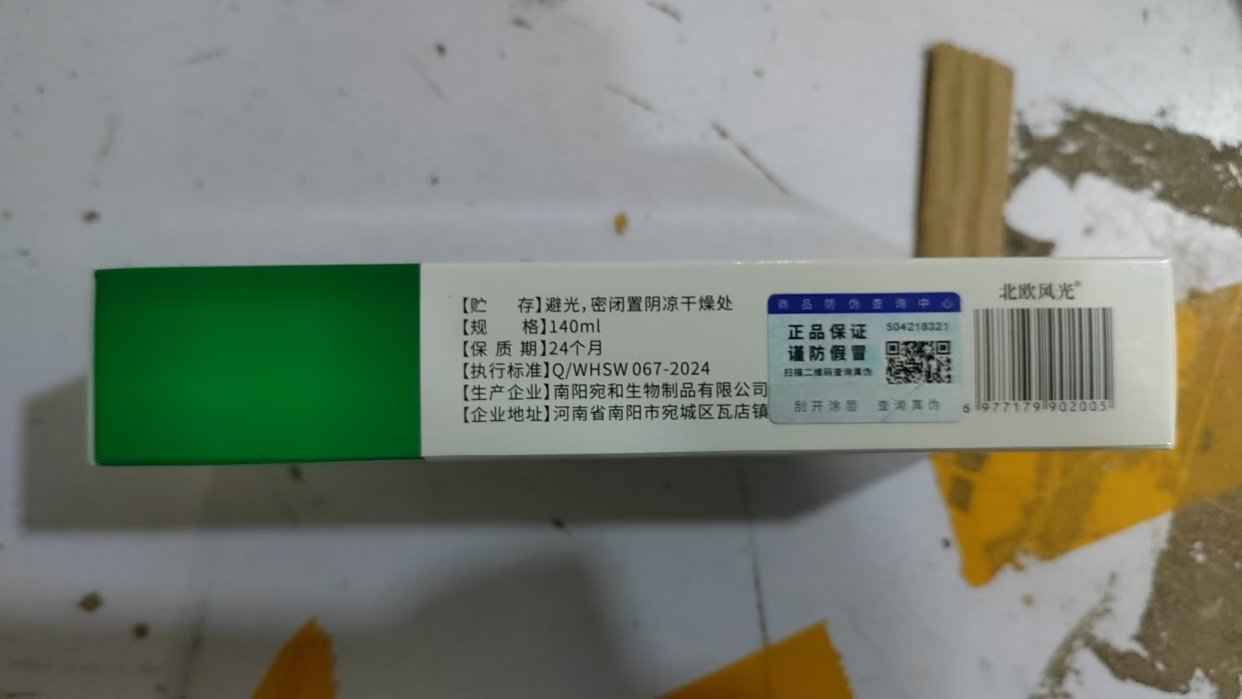 【贮 存】避光，密闭置阴凉干燥处
【规 格】140ml
【保 质 期】24个月
【执行标准】Q/WHSW 067-2024
【生产企业】南阳宛和生物制品有限公司
【企业地址】河南省南阳市宛城区瓦店镇
商品防伪查询中心
正品保证
504218321
谨防假冒
扫描二维码查询真伪
刮开涂层 查询真伪
北欧风光®
6 977179 902005